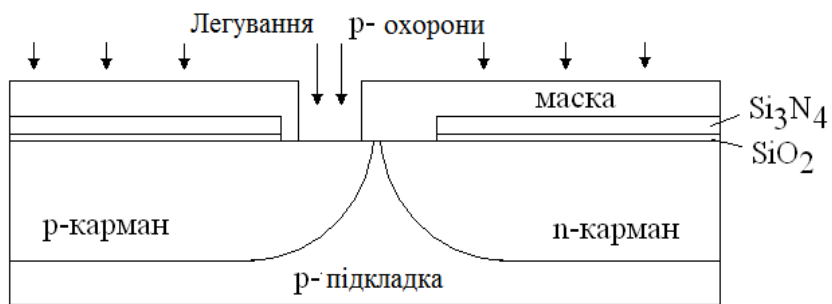 Легування р- охорони
маска
Si3N4
SiO2
р-карман
n-карман
р- підкладка